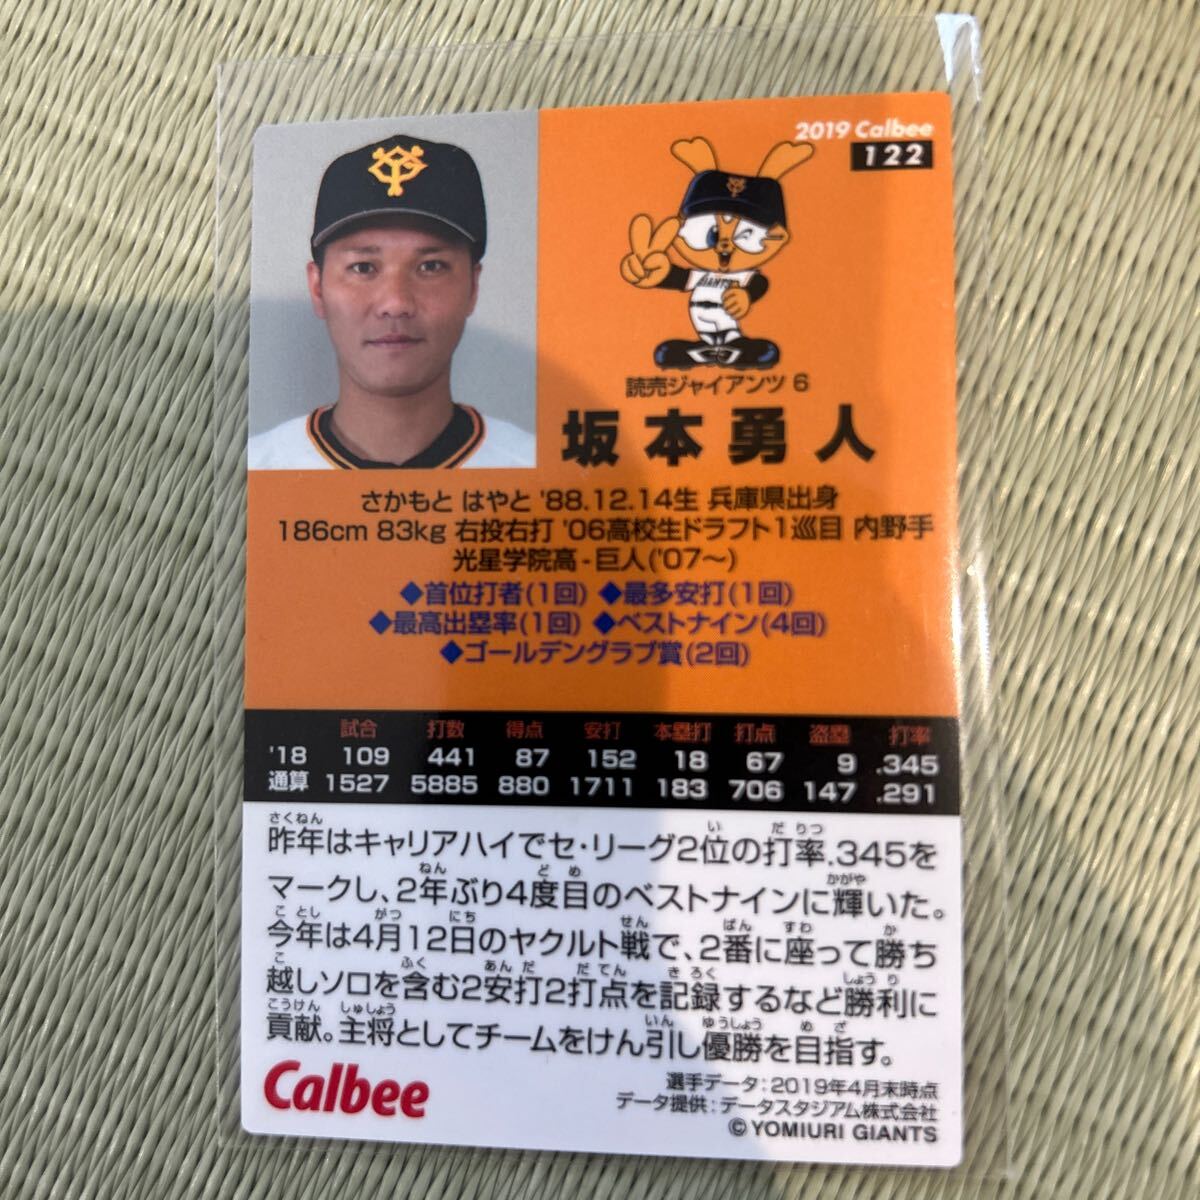 2019 Calbee
122
読売ジャイアンツ 6
坂本勇人
さかもと はやと '88.12.14生 兵庫県出身
186cm 83kg 右投右打 '06高校生ドラフト1巡目 内野手
光星学院高-巨人('07～)
◆首位打者(1回) ◆最多安打(1回)
◆最高出塁率(1回) ◆ベストナイン(4回)
◆ゴールデングラブ賞(2回)
試合 打数 得点 安打 本塁打 打点 盗塁 打率
'18 109 441 87 152 18 67 9 .345
通算 1527 5885 880 1711 183 706 147 .291
昨年はキャリアハイでセ・リーグ2位の打率.345を
マークし、2年ぶり4度目のベストナインに輝いた。
今年は4月12日のヤクルト戦で、2番に座って勝ち
越しソロを含む2安打2打点を記録するなど勝利に
貢献。主将としてチームをけん引し優勝を目指す。
Calbee
選手データ:2019年4月末時点
データ提供:データスタジアム株式会社
©YOMIURI GIANTS